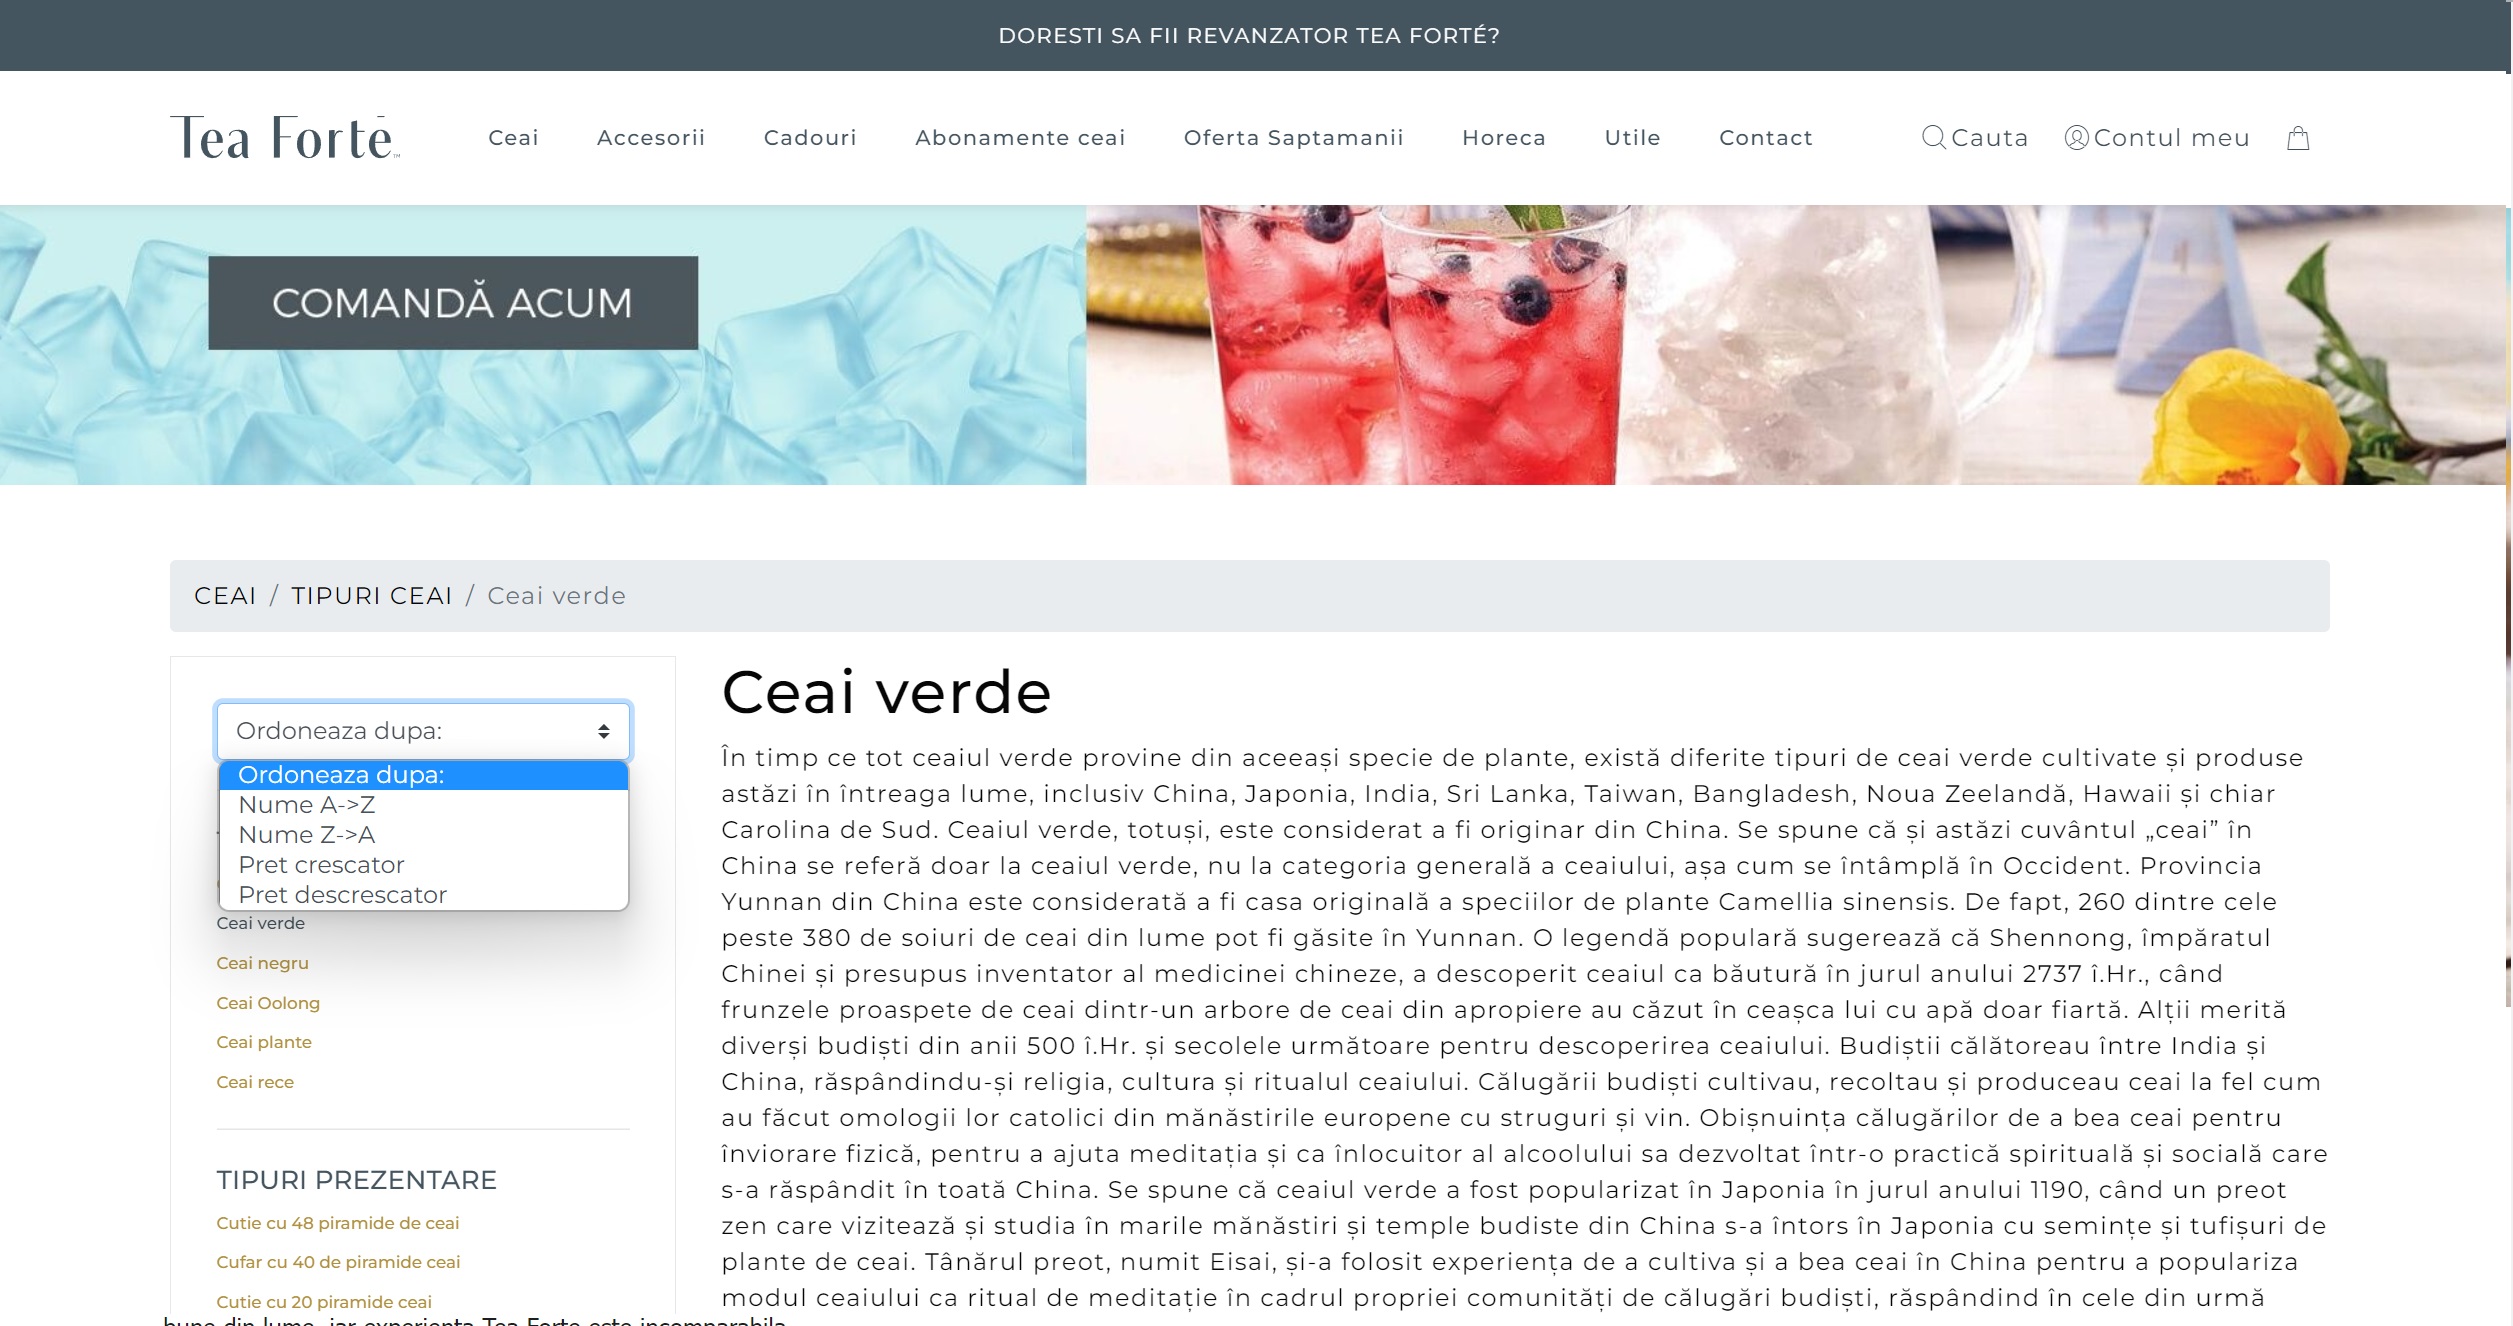 DORESTI SA FII REVANZATOR TEA FORTÉ?
Tea Forté™
Ceai
Accesorii
Cadouri
Abonamente ceai
Oferta Saptamanii
Horeca
Utile
Contact
Cauta
Contul meu
COMANDĂ ACUM
CEAI / TIPURI CEAI / Ceai verde
Ordoneaza dupa:
Ordoneaza dupa:
Nume A->Z
Nume Z->A
Pret crescator
Pret descrescator
Ceai verde
Ceai negru
Ceai Oolong
Ceai plante
Ceai rece
TIPURI PREZENTARE
Cutie cu 48 piramide de ceai
Cufar cu 40 de piramide ceai
Cutie cu 20 piramide ceai
Ceai verde
În timp ce tot ceaiul verde provine din aceeași specie de plante, există diferite tipuri de ceai verde cultivate și produse
astăzi în întreaga lume, inclusiv China, Japonia, India, Sri Lanka, Taiwan, Bangladesh, Noua Zeelandă, Hawaii și chiar
Carolina de Sud. Ceaiul verde, totuși, este considerat a fi originar din China. Se spune că și astăzi cuvântul „ceai” în
China se referă doar la ceaiul verde, nu la categoria generală a ceaiului, așa cum se întâmplă în Occident. Provincia
Yunnan din China este considerată a fi casa originală a speciilor de plante Camellia sinensis. De fapt, 260 dintre cele
peste 380 de soiuri de ceai din lume pot fi găsite în Yunnan. O legendă populară sugerează că Shennong, împăratul
Chinei și presupus inventator al medicinei chineze, a descoperit ceaiul ca băutură în jurul anului 2737 î.Hr., când
frunzele proaspete de ceai dintr-un arbore de ceai din apropiere au căzut în ceașca lui cu apă doar fiartă. Alții merită
diverși budiști din anii 500 î.Hr. și secolele următoare pentru descoperirea ceaiului. Budiștii călătoreau între India și
China, răspândindu-și religia, cultura și ritualul ceaiului. Călugării budiști cultivau, recoltau și produceau ceai la fel cum
au făcut omologii lor catolici din mănăstirile europene cu struguri și vin. Obișnuința călugărilor de a bea ceai pentru
înviorare fizică, pentru a ajuta meditația și ca înlocuitor al alcoolului sa dezvoltat într-o practică spirituală și socială care
s-a răspândit în toată China. Se spune că ceaiul verde a fost popularizat în Japonia în jurul anului 1190, când un preot
zen care vizitează și studia în marile mănăstiri și temple budiste din China s-a întors în Japonia cu semințe și tufișuri de
plante de ceai. Tânărul preot, numit Eisai, și-a folosit experiența de a cultiva și a bea ceai în China pentru a populariza
modul ceaiului ca ritual de meditație în cadrul propriei comunități de călugări budiști, răspândind în cele din urmă
bune din lume, iar experienta Tea Forte este incomparabila